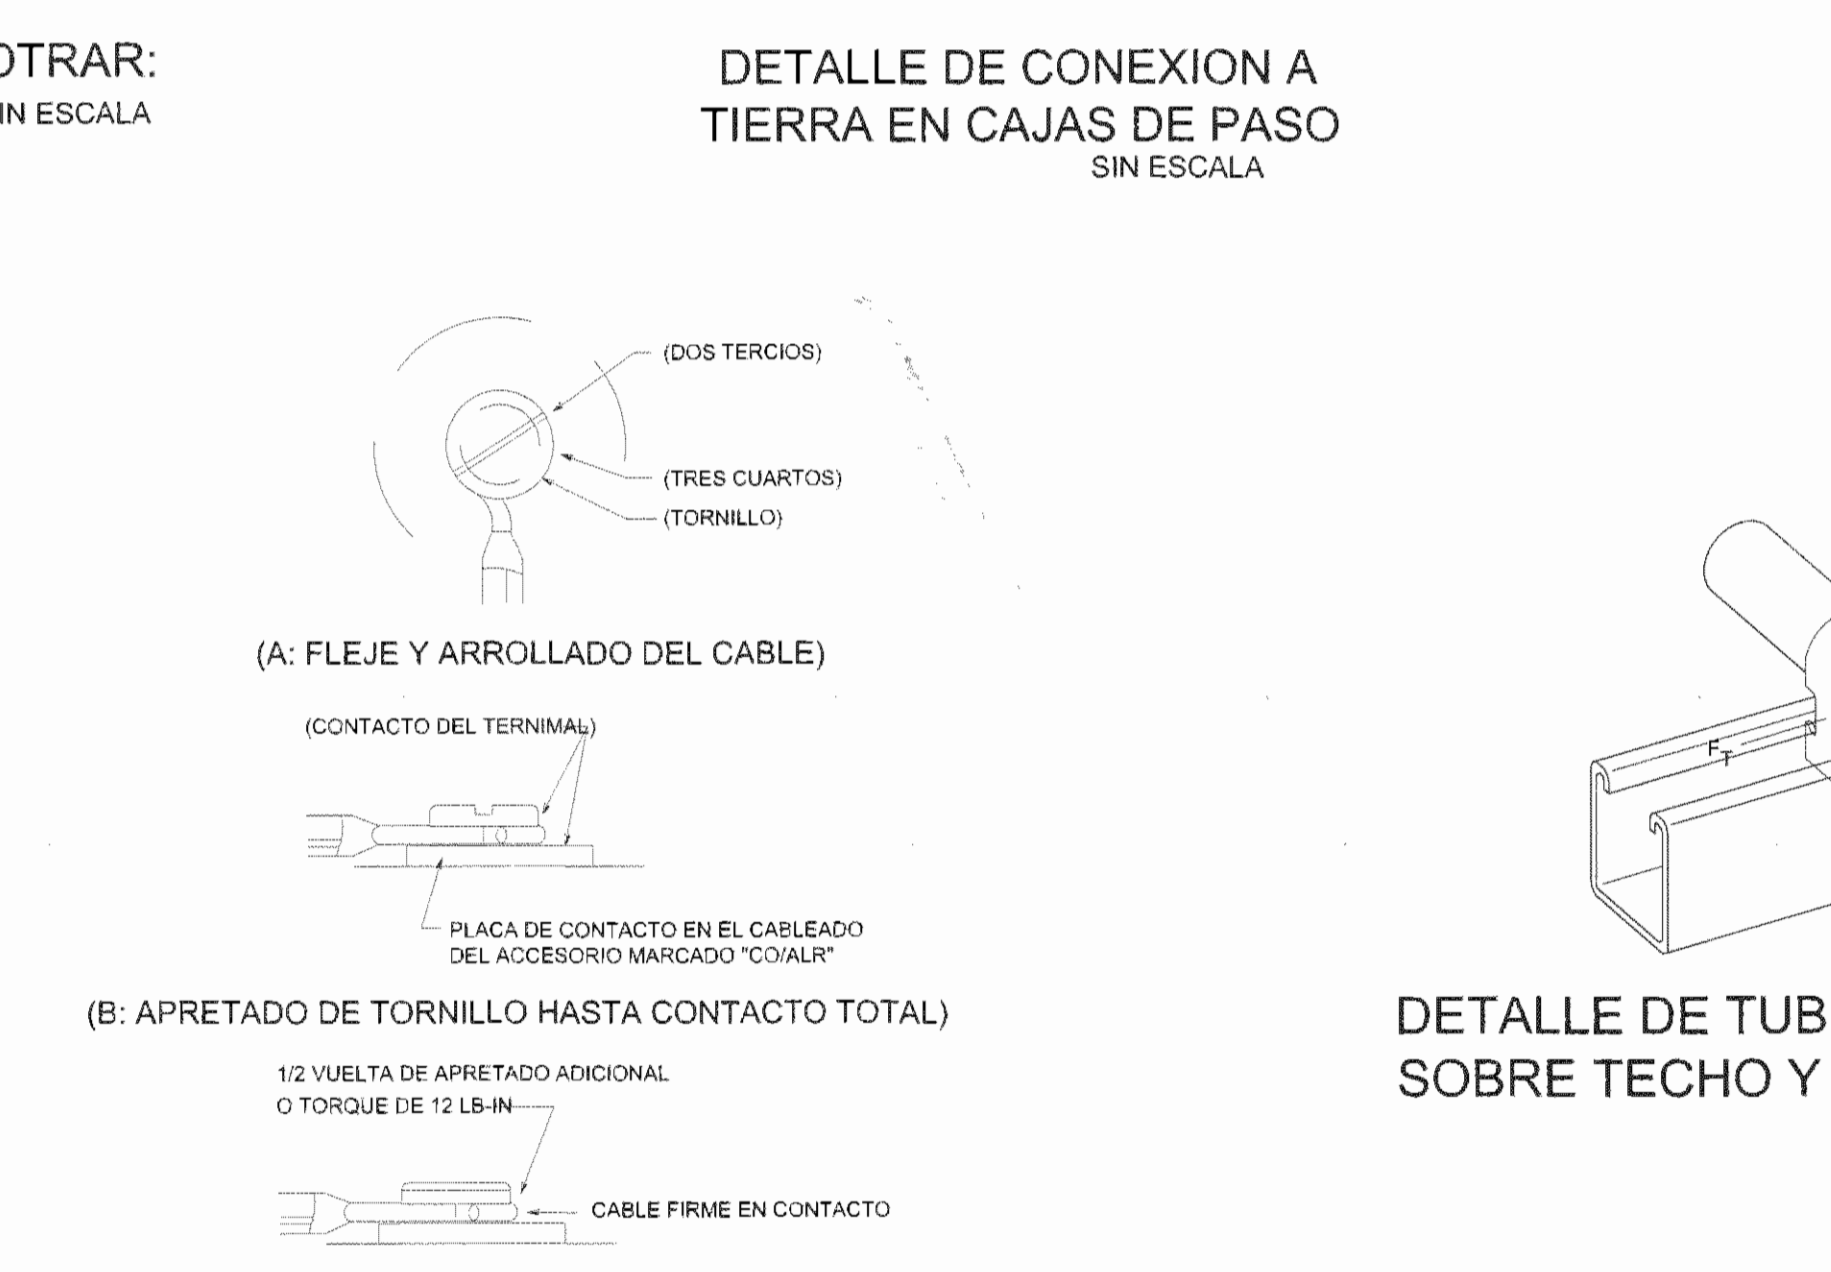 OTRAR:
IN ESCALA
DETALLE DE CONEXION A
TIERRA EN CAJAS DE PASO
SIN ESCALA
(DOS TERCIOS)
(TRES CUARTOS)
(TORNILLO)
(A: FLEJE Y ARROLLADO DEL CABLE)
(CONTACTO DEL TERNIMAL)
PLACA DE CONTACTO EN EL CABLEADO
DEL ACCESORIO MARCADO "CO/ALR"
(B: APRETADO DE TORNILLO HASTA CONTACTO TOTAL)
1/2 VUELTA DE APRETADO ADICIONAL
O TORQUE DE 12 LB-IN
CABLE FIRME EN CONTACTO
FT
DETALLE DE TUB
SOBRE TECHO Y